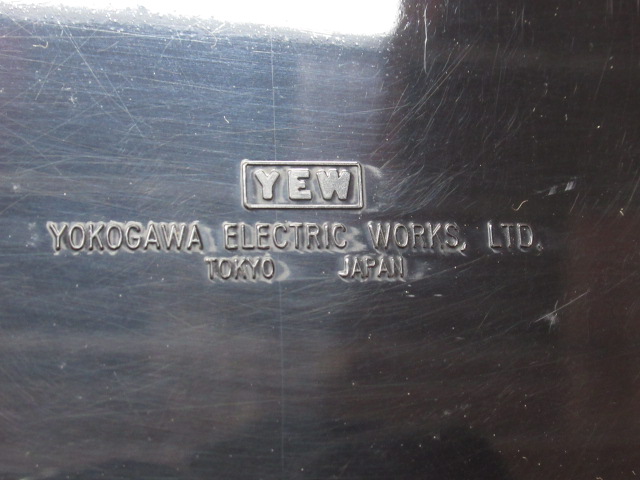 YEW
YOKOGAWA ELECTRIC WORKS, LTD.
TOKYO JAPAN